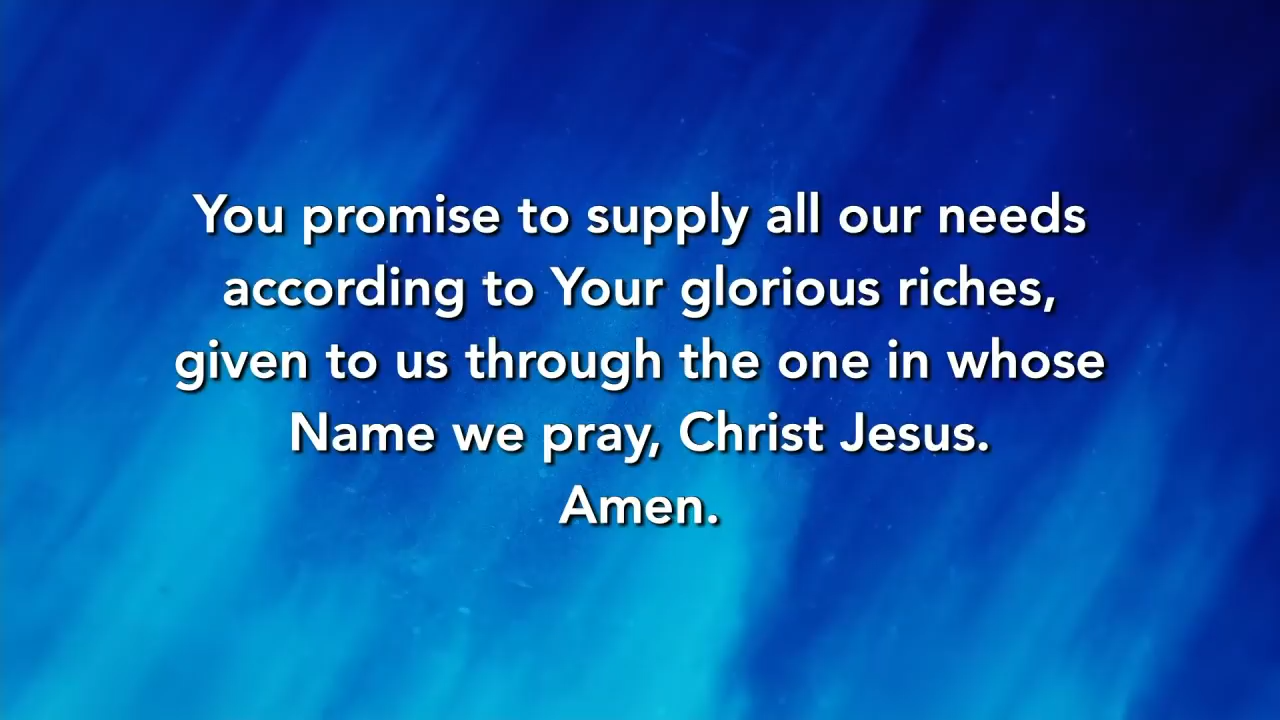 You promise to supply all our needs
according to Your glorious riches,
given to us through the one in whose
Name we pray, Christ Jesus.
Amen.